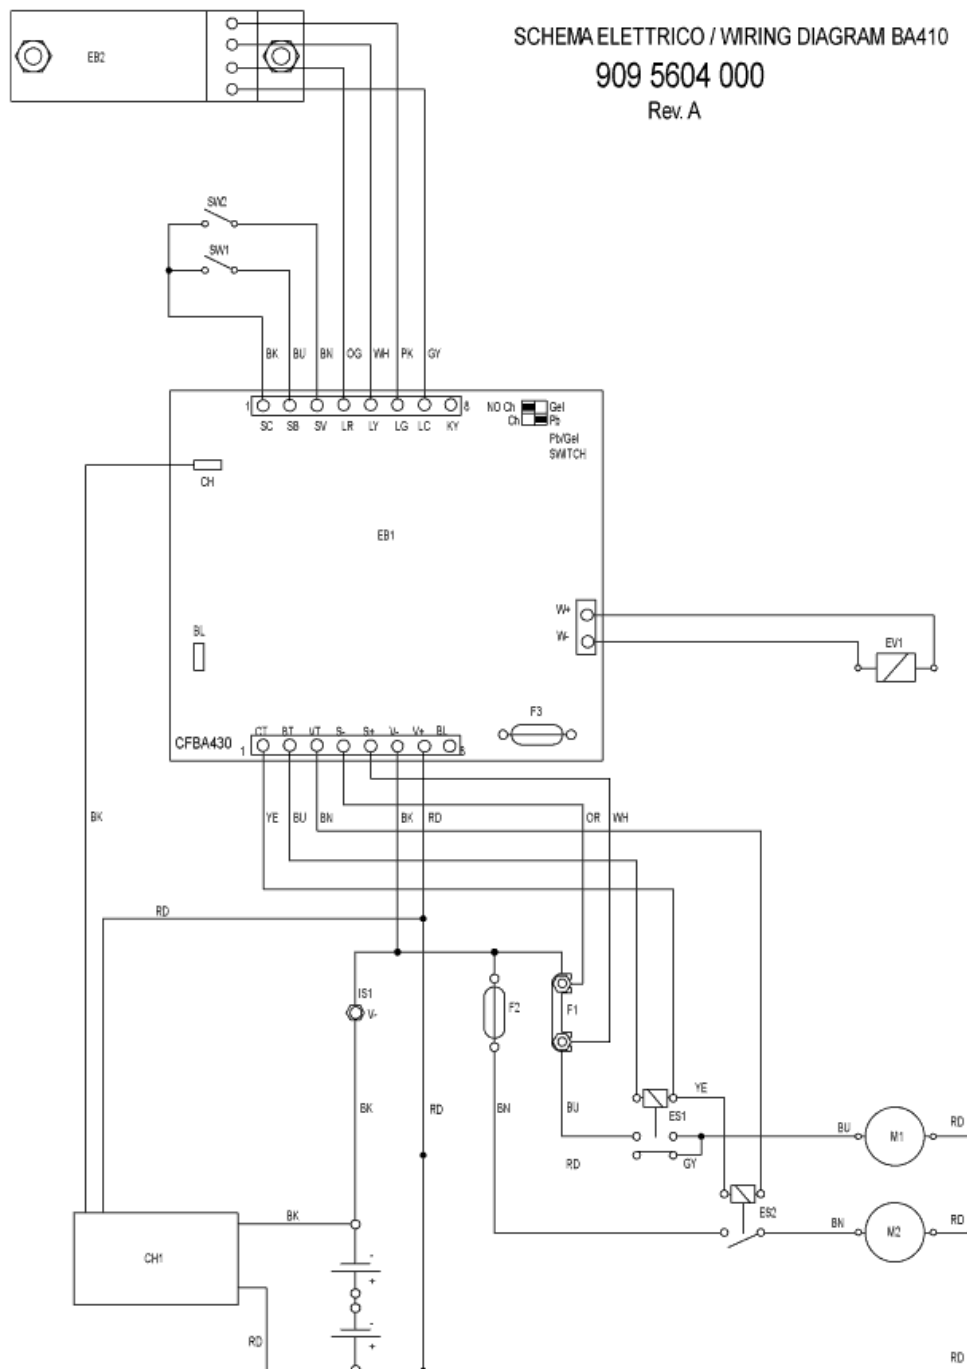 SCHEMA ELETTRICO / WIRING DIAGRAM BA410
909 5604 000
Rev. A
EB2
SW2
SW1
BK BU BN OG WH PK GY
1 8
SC SB SV LR LY LG LC KY
NO Ch Gel
Ch Pb
Pb/Gel
SWITCH
CH
EB1
BL
W+
W-
EV1
F3
CFBA430
CT BT VT S- S+ V- V+ BL
1 8
BK
YE BU BN BK RD OR WH
RD
IS1
V-
F2
F1
BK RD BN BU
YE
ES1
RD
GY
BU
M1
RD
ES2
BN
M2
RD
BK
CH1
-
+
-
+
RD
RD